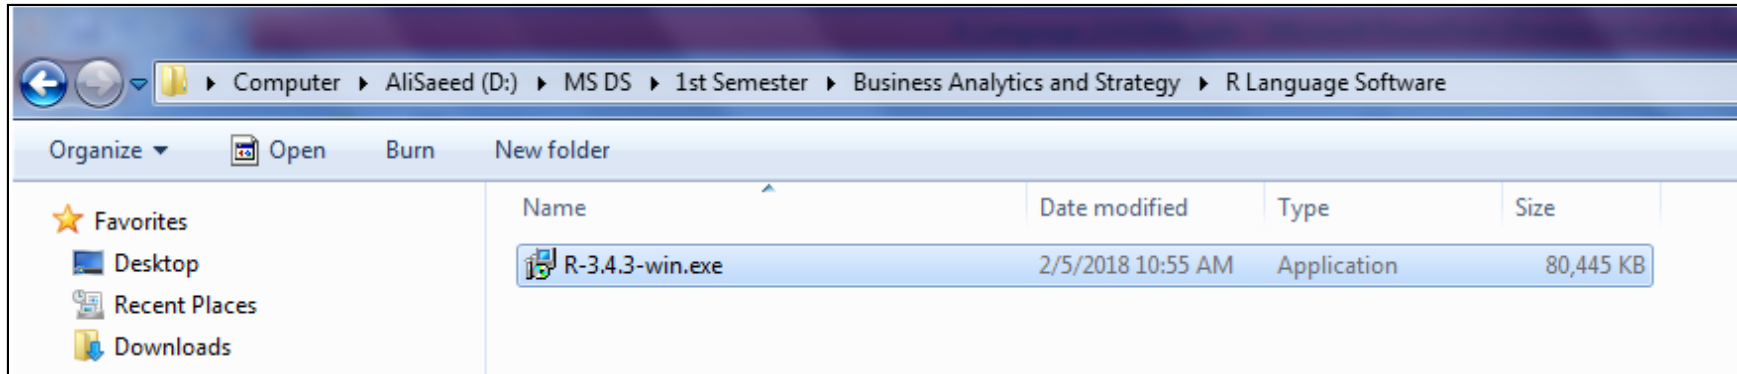 Computer AliSaeed (D:) MS DS 1st Semester Business Analytics and Strategy R Language Software
Organize Open Burn New folder
Favorites
Desktop
Recent Places
Downloads
Name Date modified Type Size
R-3.4.3-win.exe 2/5/2018 10:55 AM Application 80,445 KB